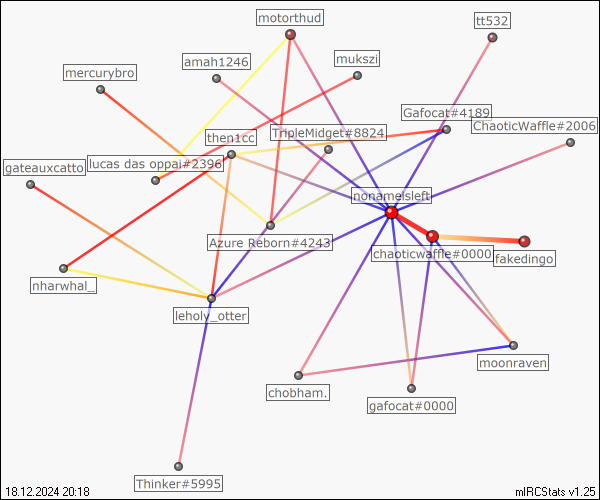 motorthud
tt532
amah1246
mukszi
mercurybro
Gafocat#4189
ChaoticWaffle#2006
TripleMidget#8824
then1cc
lucas das oppai#2396
gateauxcatto
nonameisleft
Azure Reborn#4243
chaoticwaffle#0000
fakedingo
nharwhal_
leholy_otter
moonraven
chobham.
gafocat#0000
Thinker#5995
18.12.2024 20:18
mIRCStats v1.25